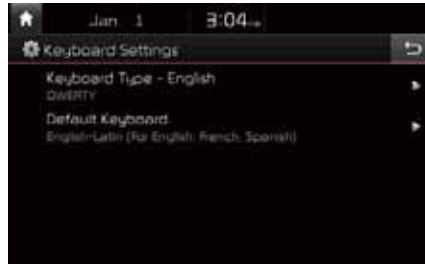 Jan 1 3:04
Keyboard Settings
Keyboard Type - English
QWERTY
Default Keyboard
English-Latin (For English, French, Spanish)